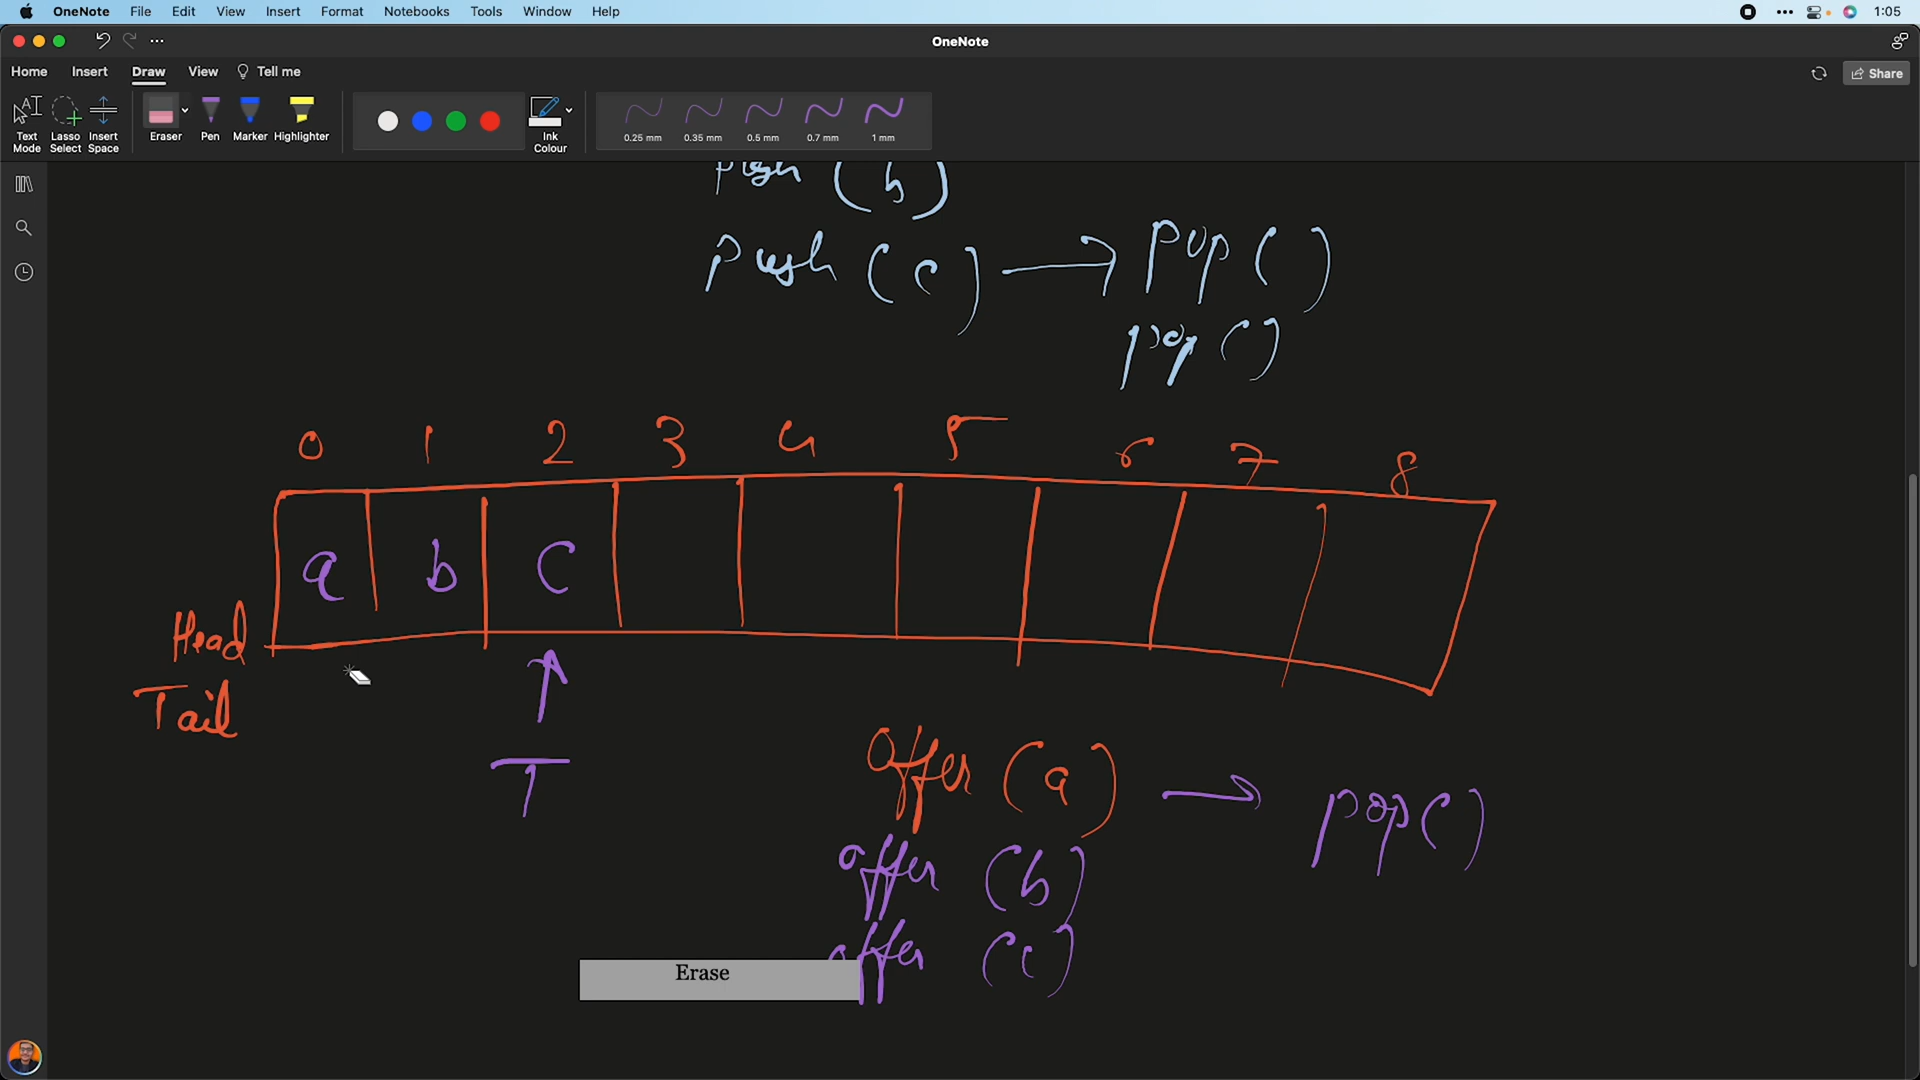 OneNote File Edit View Insert Format Notebooks Tools Window Help 1:05
OneNote
Home Insert Draw View Tell me Share
Text Mode Lasso Select Insert Space Eraser Pen Marker Highlighter Ink Colour 0.25 mm 0.35 mm 0.5 mm 0.7 mm 1 mm
push (b)
push (c) → pop ( )
pop ( )
0 1 2 3 4 5 6 7 8
a b c
Head
Tail
T
offer (a) → pop ( )
offer (b)
offer (c)
Erase